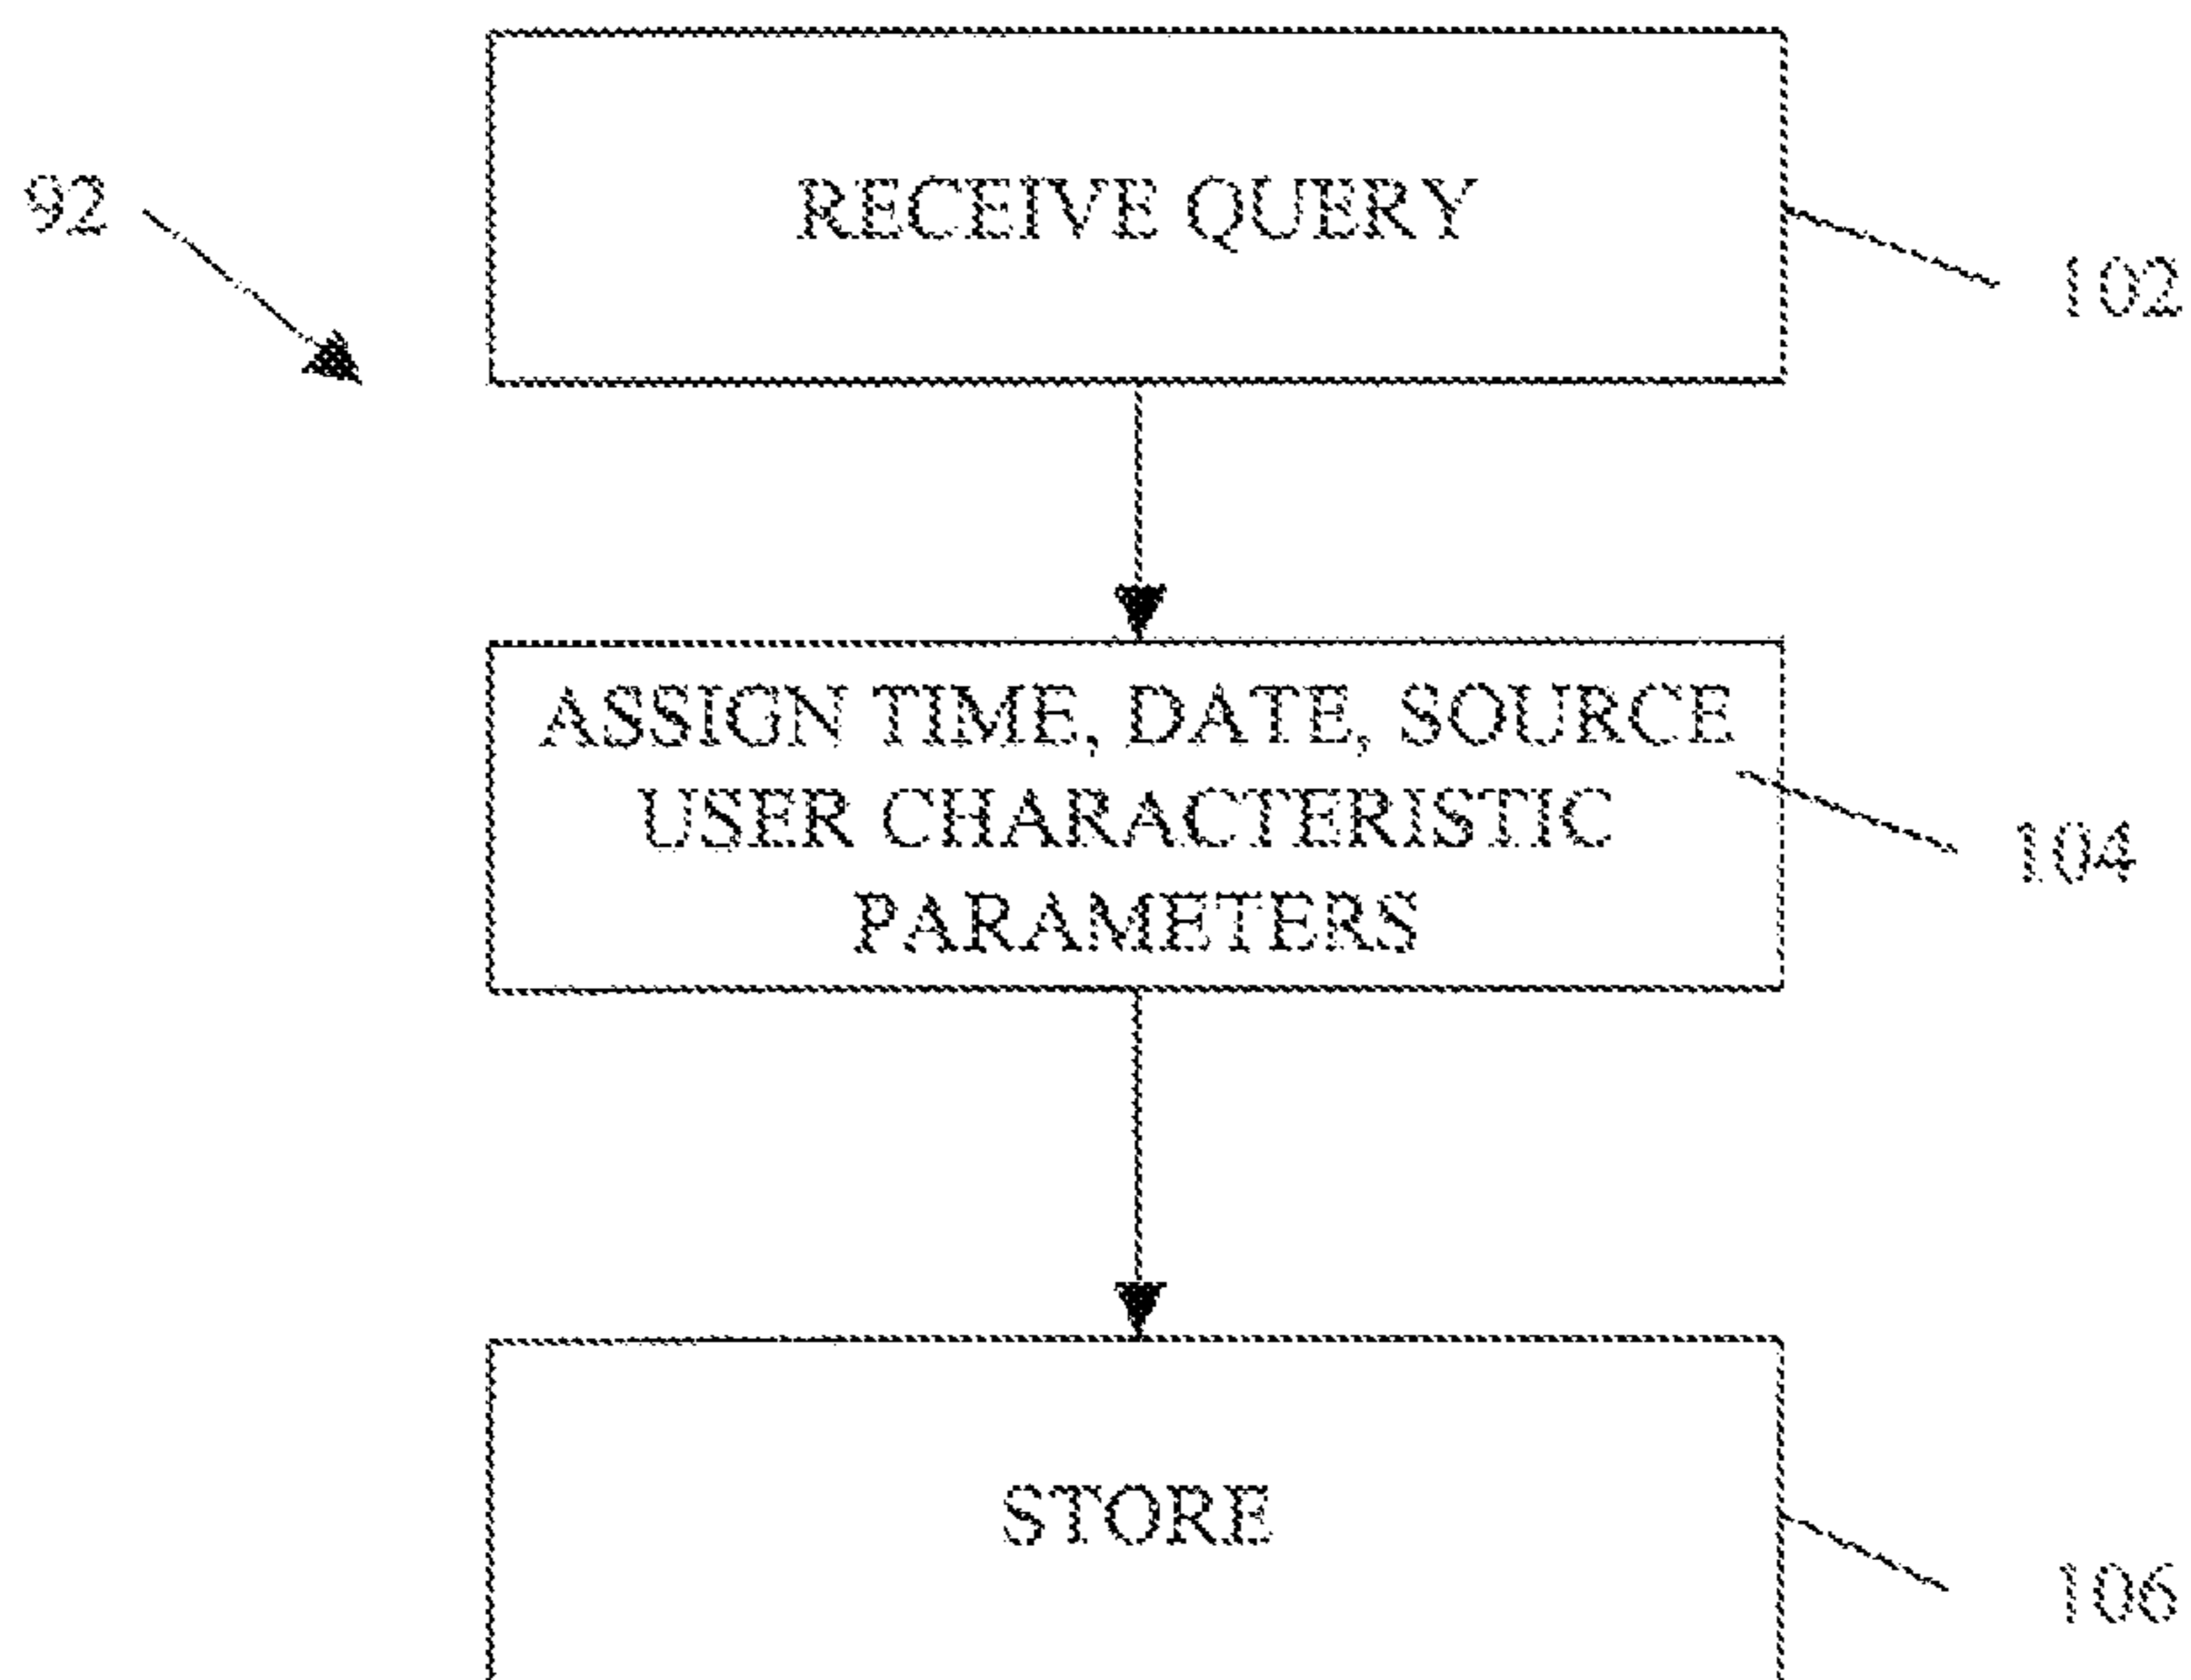 RECEIVE QUERY
92
102
ASSIGN TIME, DATE, SOURCE
USER CHARACTERISTIC
PARAMETERS
104
STORE
106